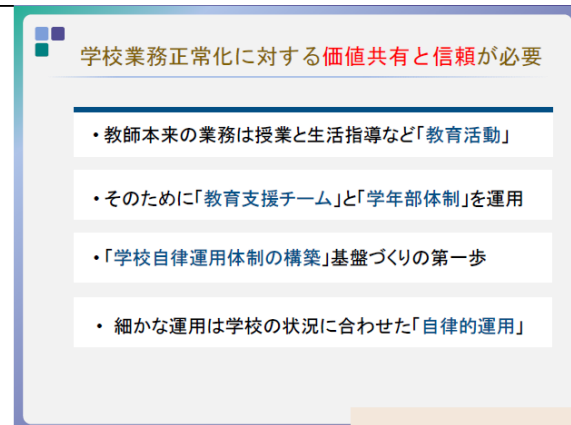 学校業務正常化に対する価値共有と信頼が必要
・教師本来の業務は授業と生活指導など｢教育活動｣
・そのために｢教育支援チーム｣と｢学年部体制｣を運用
・｢学校自律運用体制の構築｣基盤づくりの第一歩
・ 細かな運用は学校の状況に合わせた｢自律的運用｣